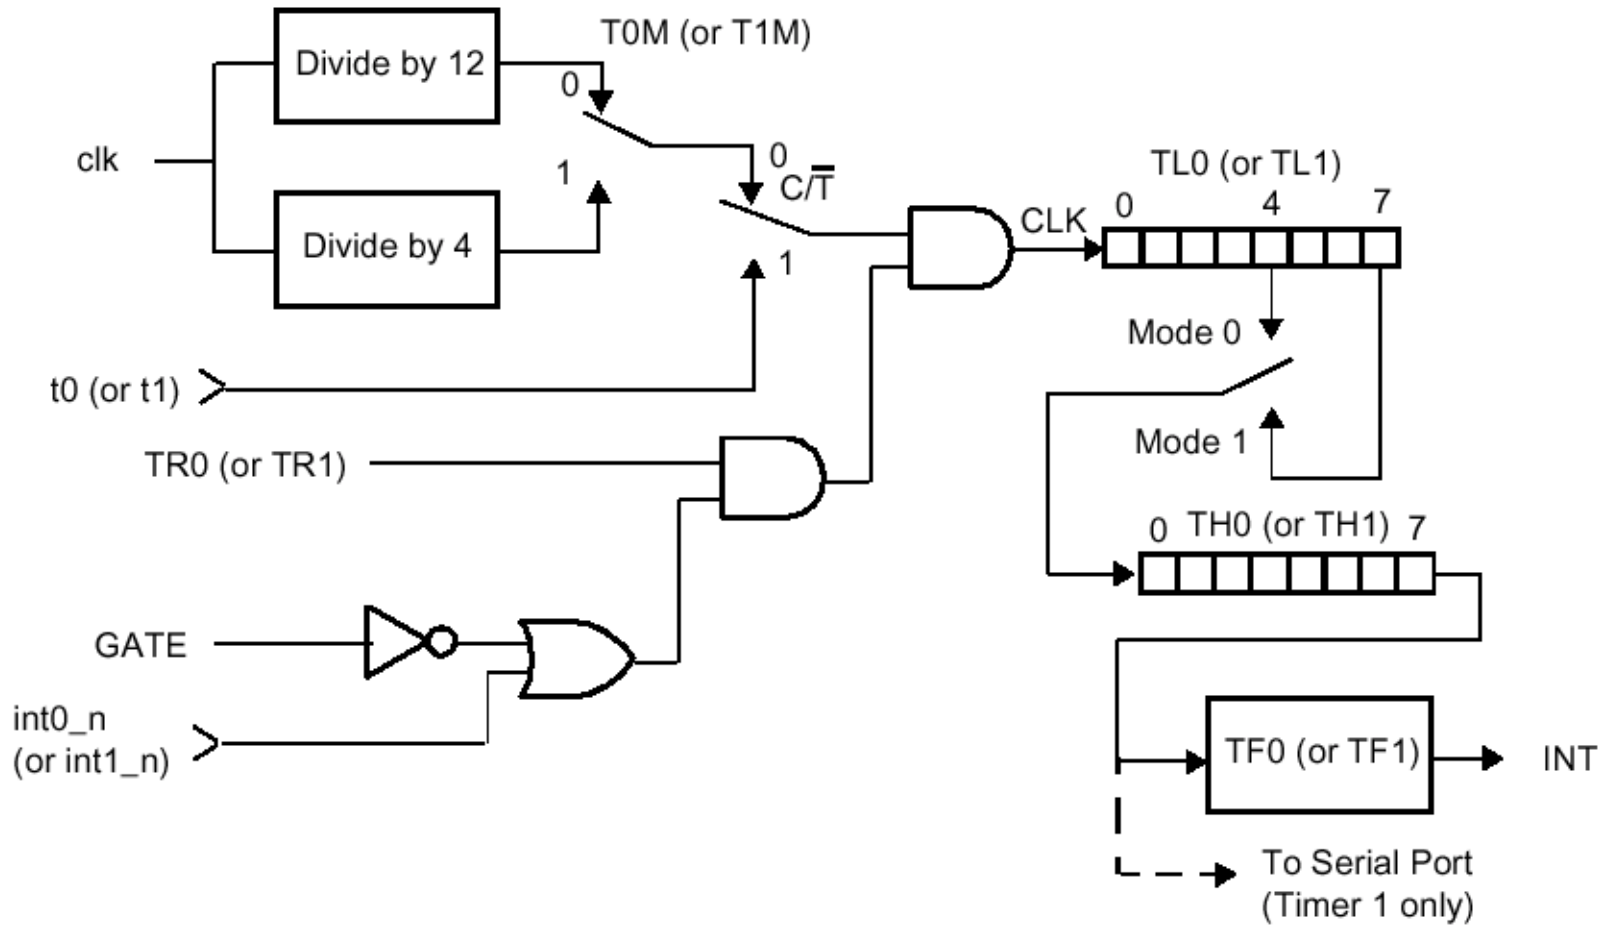 T0M (or T1M)
Divide by 12
0
clk
1
0
C/T̅
TL0 (or TL1)
0 4 7
CLK
Divide by 4
1
Mode 0
t0 (or t1)
Mode 1
TR0 (or TR1)
0 TH0 (or TH1) 7
GATE
int0_n
(or int1_n)
TF0 (or TF1)
INT
To Serial Port
(Timer 1 only)